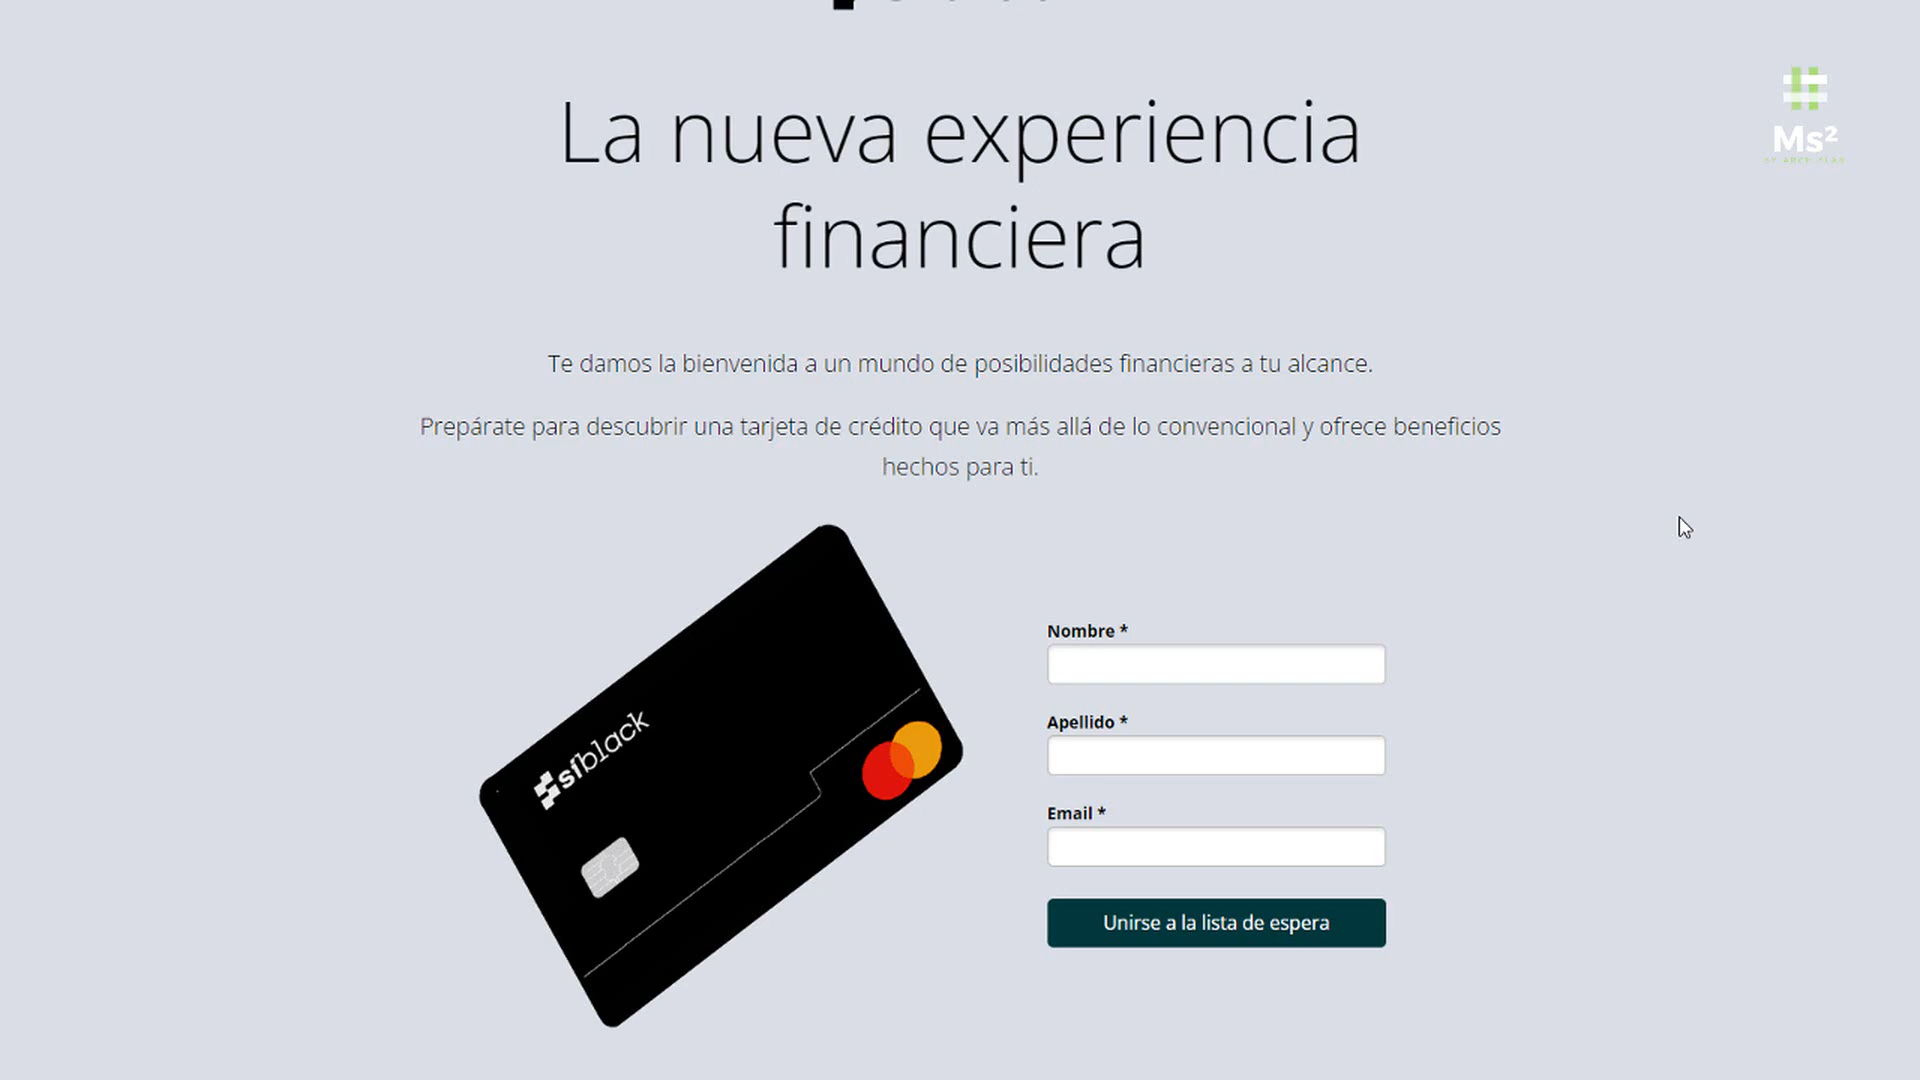 Ms²
La nueva experiencia
financiera
Te damos la bienvenida a un mundo de posibilidades financieras a tu alcance.
Prepárate para descubrir una tarjeta de crédito que va más allá de lo convencional y ofrece beneficios
hechos para ti.
síblack
Nombre *
Apellido *
Email *
Unirse a la lista de espera